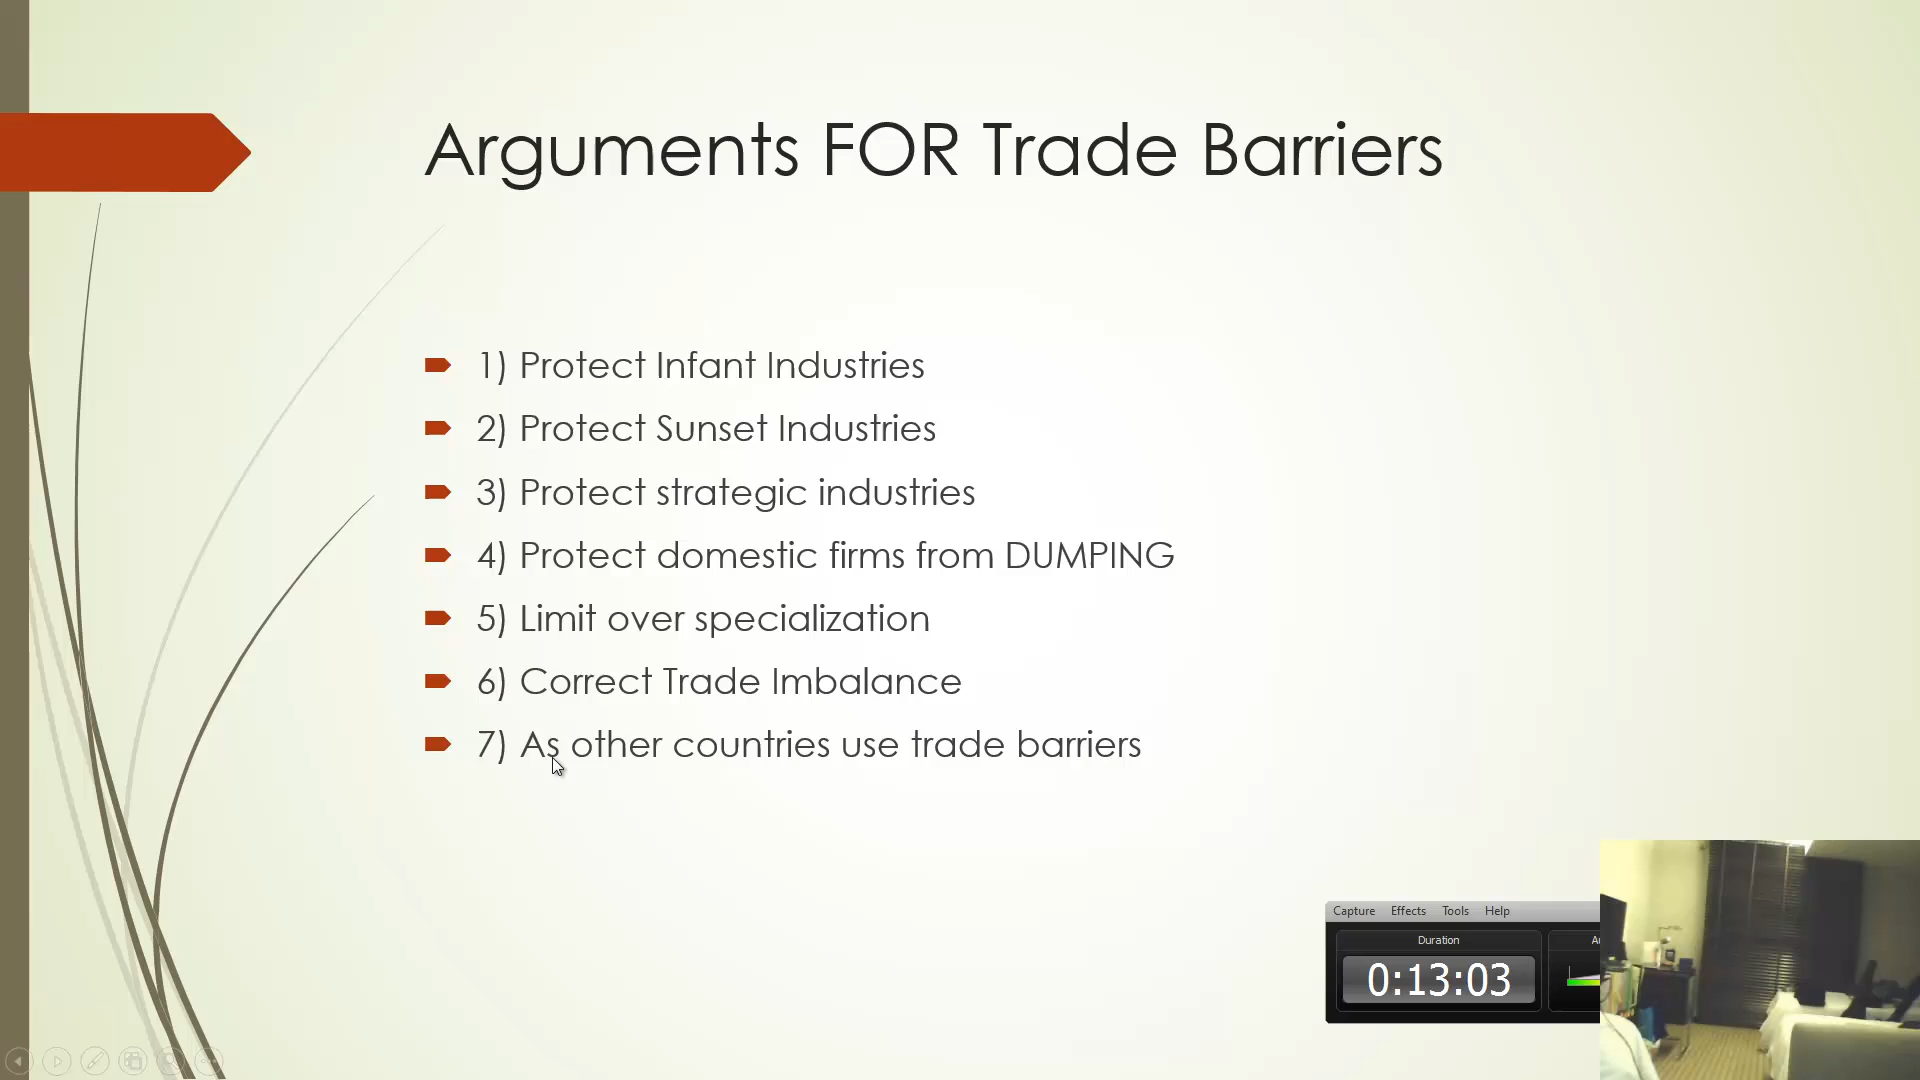 Arguments FOR Trade Barriers
1) Protect Infant Industries
2) Protect Sunset Industries
3) Protect strategic industries
4) Protect domestic firms from DUMPING
5) Limit over specialization
6) Correct Trade Imbalance
7) As other countries use trade barriers
Capture Effects Tools Help
Duration
0:13:03